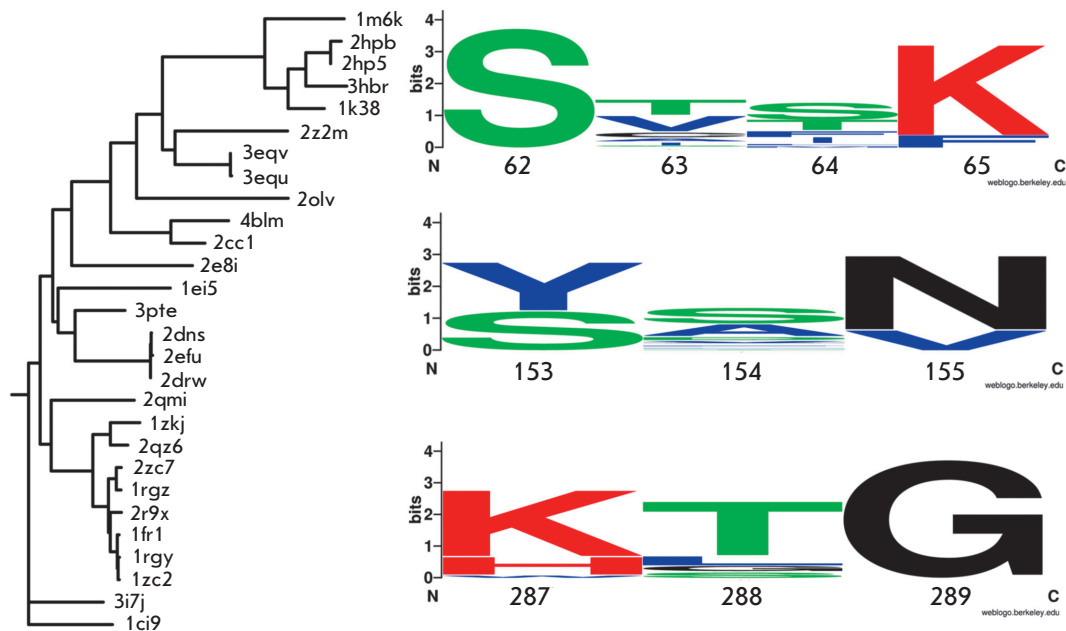 1m6k
2hpb
2hp5
3hbr
1k38
2z2m
3eqv
3equ
2olv
4blm
2cc1
2e8i
1ei5
3pte
2dns
2efu
2drw
2qmi
1zkj
2qz6
2zc7
1rgz
2r9x
1fr1
1rgy
1zc2
3i7j
1ci9
bits
4
3
2
1
0
S T V S T K
N 62 63 64 65 C
weblogo.berkeley.edu
bits
4
3
2
1
0
Y S S A N V
N 153 154 155 C
weblogo.berkeley.edu
bits
4
3
2
1
0
K H T G
N 287 288 289 C
weblogo.berkeley.edu